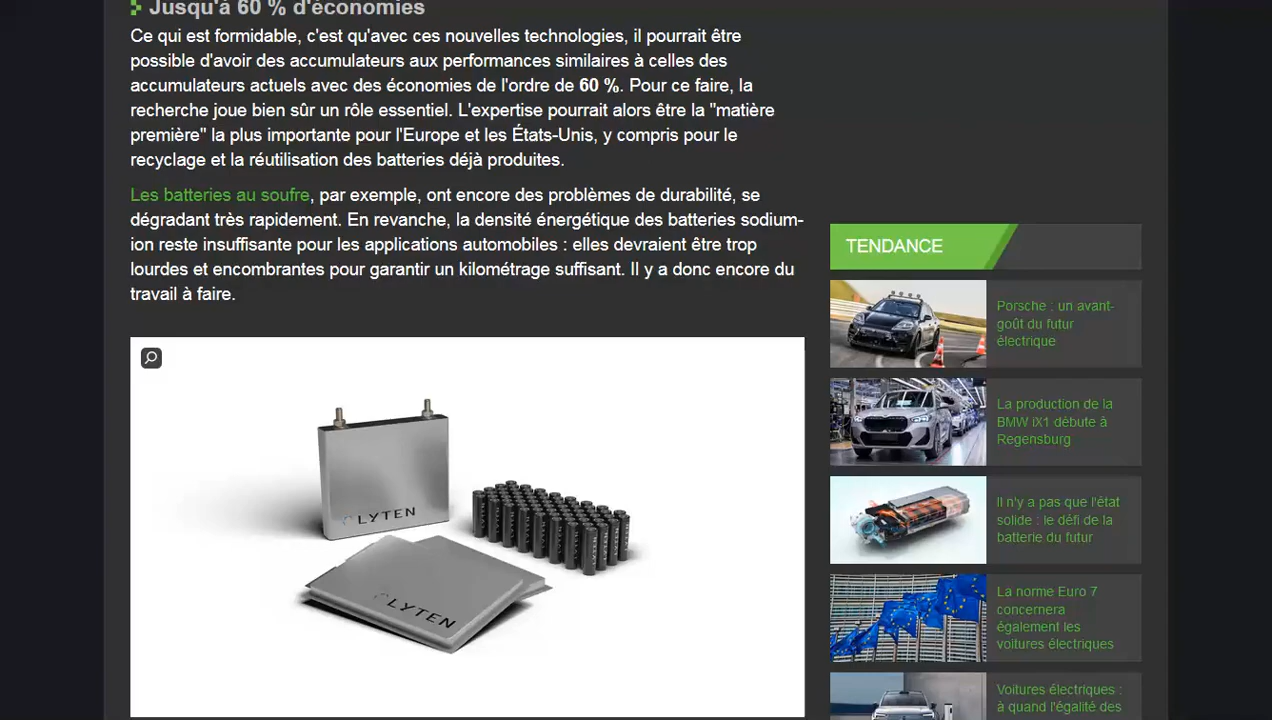 Jusqu'à 60 % d'économies
Ce qui est formidable, c'est qu'avec ces nouvelles technologies, il pourrait être
possible d'avoir des accumulateurs aux performances similaires à celles des
accumulateurs actuels avec des économies de l'ordre de 60 %. Pour ce faire, la
recherche joue bien sûr un rôle essentiel. L'expertise pourrait alors être la "matière
première" la plus importante pour l'Europe et les États-Unis, y compris pour le
recyclage et la réutilisation des batteries déjà produites.
Les batteries au soufre, par exemple, ont encore des problèmes de durabilité, se
dégradant très rapidement. En revanche, la densité énergétique des batteries sodium-
ion reste insuffisante pour les applications automobiles : elles devraient être trop
lourdes et encombrantes pour garantir un kilométrage suffisant. Il y a donc encore du
travail à faire.
LYTEN
LYTEN
TENDANCE
Porsche : un avant-
goût du futur
électrique
La production de la
BMW iX1 débute à
Regensburg
Il n'y a pas que l'état
solide : le défi de la
batterie du futur
La norme Euro 7
concernera
également les
voitures électriques
Voitures électriques :
à quand l'égalité des